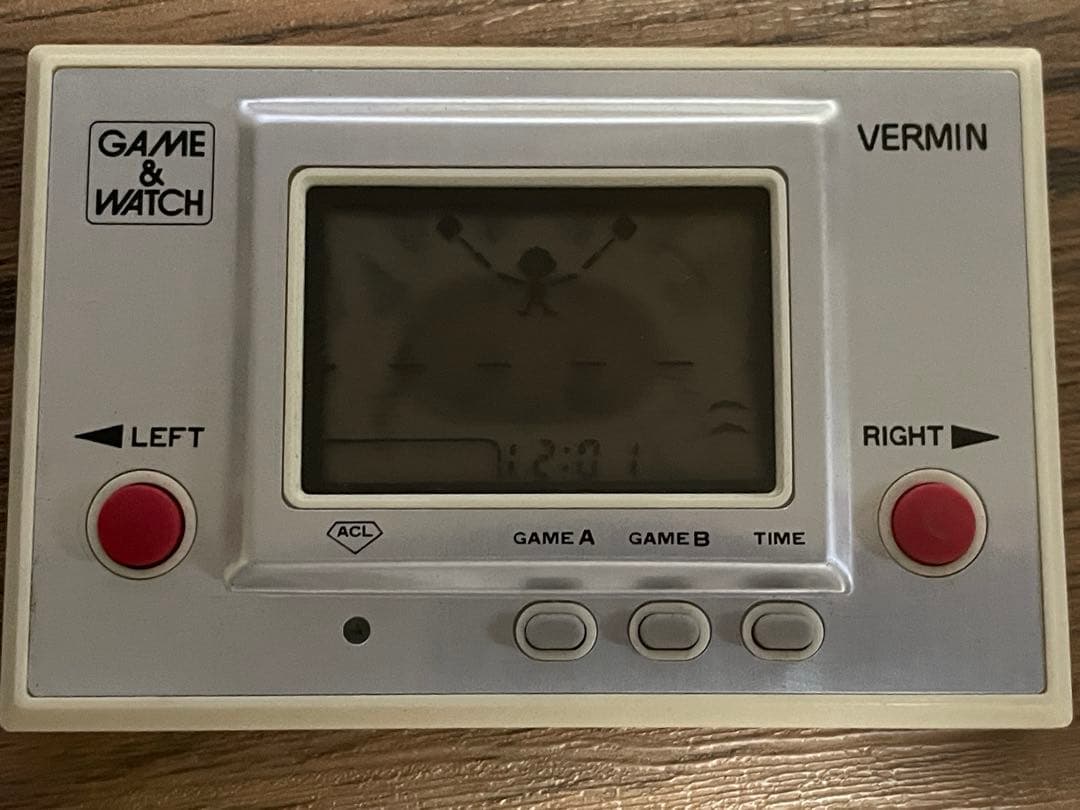 GAME
&
WATCH
VERMIN
12:01
◀ LEFT
RIGHT ▶
ACL
GAME A
GAME B
TIME